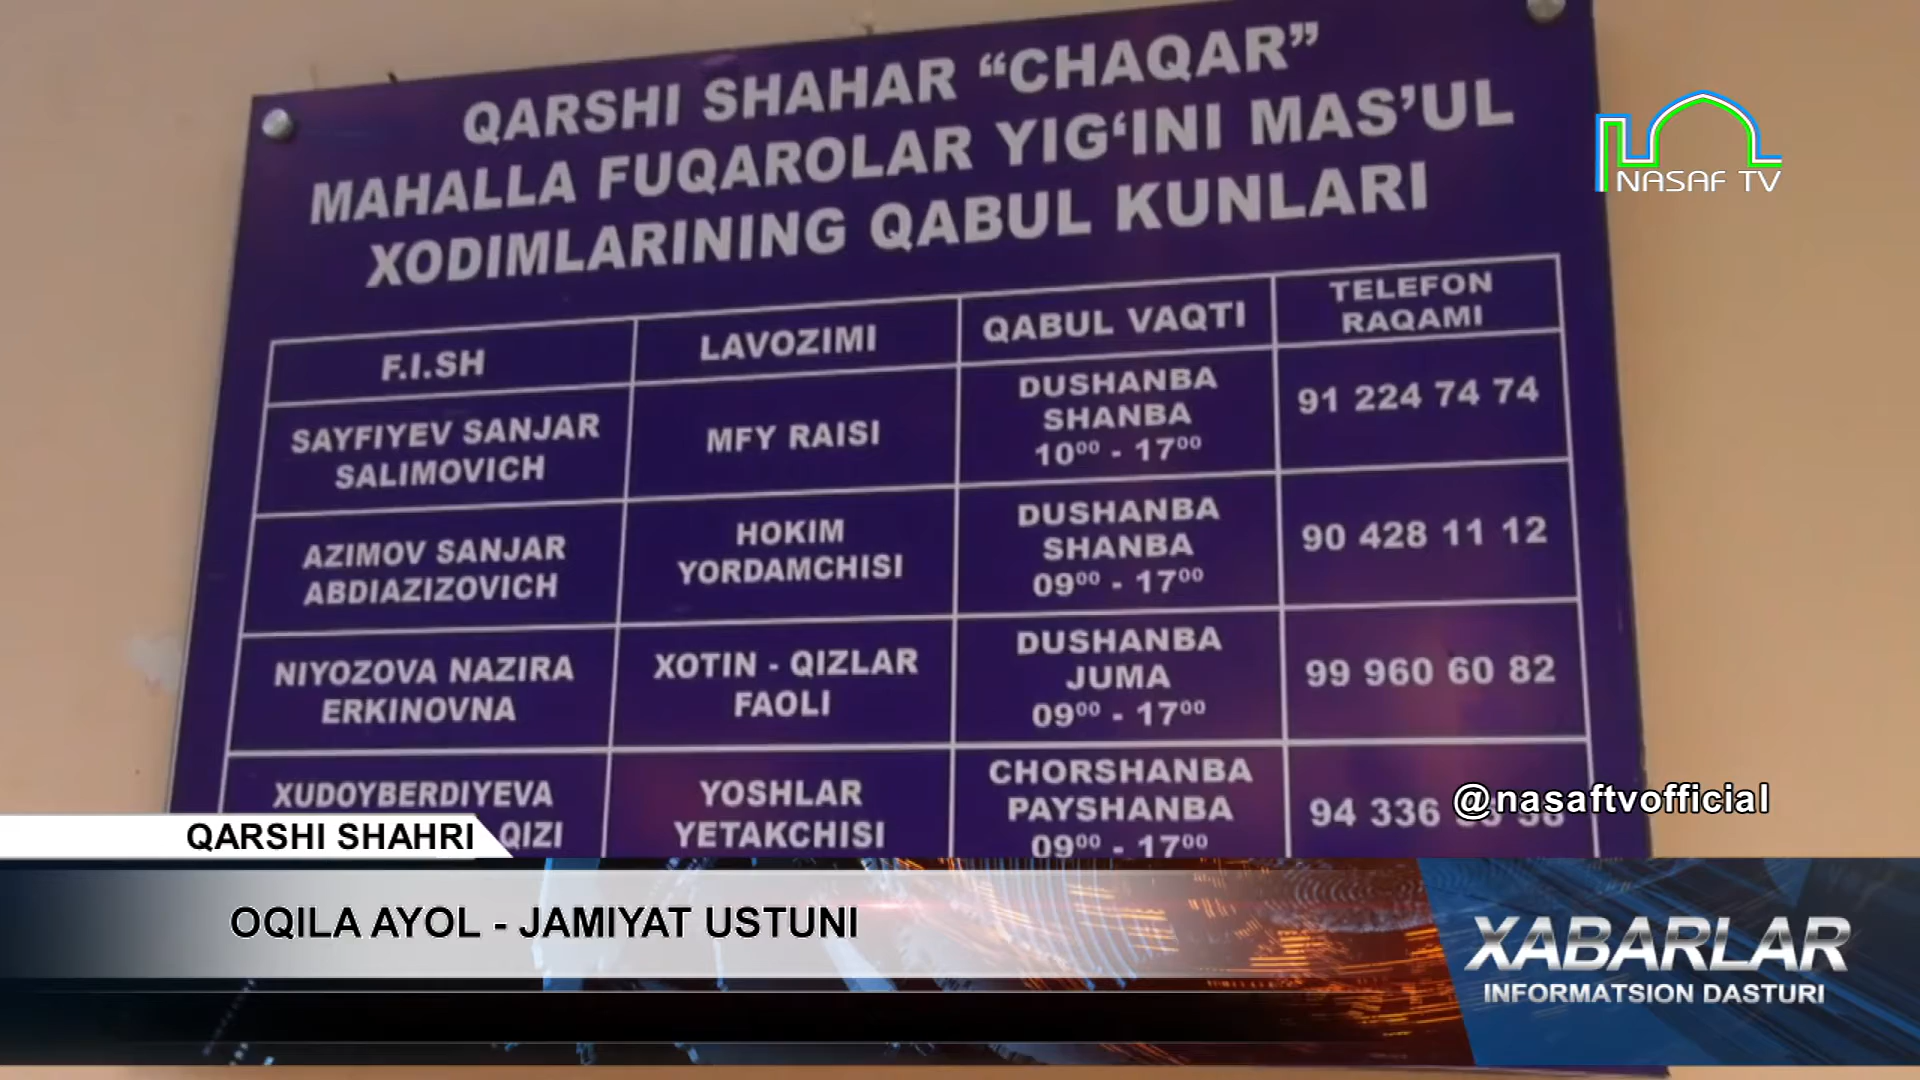 QARSHI SHAHAR “CHAQAR”
MAHALLA FUQAROLAR YIG‘INI MAS’UL
XODIMLARINING QABUL KUNLARI
NASAF TV
F.I.SH
LAVOZIMI
QABUL VAQTI
TELEFON
RAQAMI
SAYFIYEV SANJAR
SALIMOVICH
MFY RAISI
DUSHANBA
SHANBA
10⁰⁰ - 17⁰⁰
91 224 74 74
AZIMOV SANJAR
ABDIAZIZOVICH
HOKIM
YORDAMCHISI
DUSHANBA
SHANBA
09⁰⁰ - 17⁰⁰
90 428 11 12
NIYOZOVA NAZIRA
ERKINOVNA
XOTIN - QIZLAR
FAOLI
DUSHANBA
JUMA
09⁰⁰ - 17⁰⁰
99 960 60 82
XUDOYBERDIYEVA
QIZI
YOSHLAR
YETAKCHISI
CHORSHANBA
PAYSHANBA
09⁰⁰ - 17⁰⁰
94 336
@nasaftvofficial
QARSHI SHAHRI
OQILA AYOL - JAMIYAT USTUNI
XABARLAR
INFORMATSION DASTURI